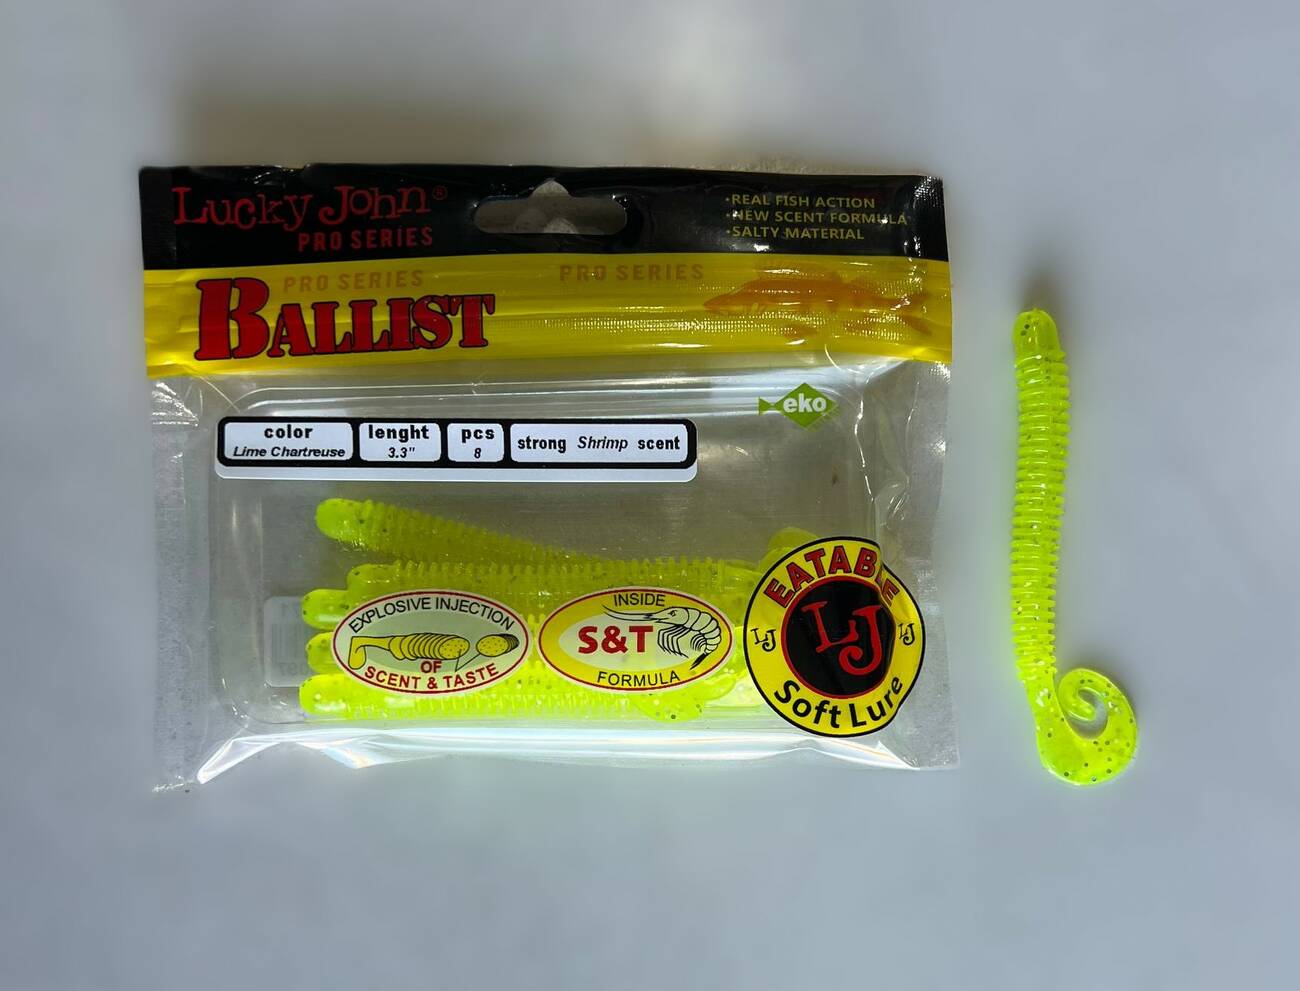 Lucky John®
PRO SERIES
·REAL FISH ACTION
·NEW SCENT FORMULA
·SALTY MATERIAL
PRO SERIES
PRO SERIES
BALLIST
eko
color
Lime Chartreuse
lenght
3.3"
pcs
8
strong Shrimp scent
EXPLOSIVE INJECTION
OF
SCENT & TASTE
INSIDE
S&T
FORMULA
EATABLE
LJ
LJ
LJ
Soft Lure